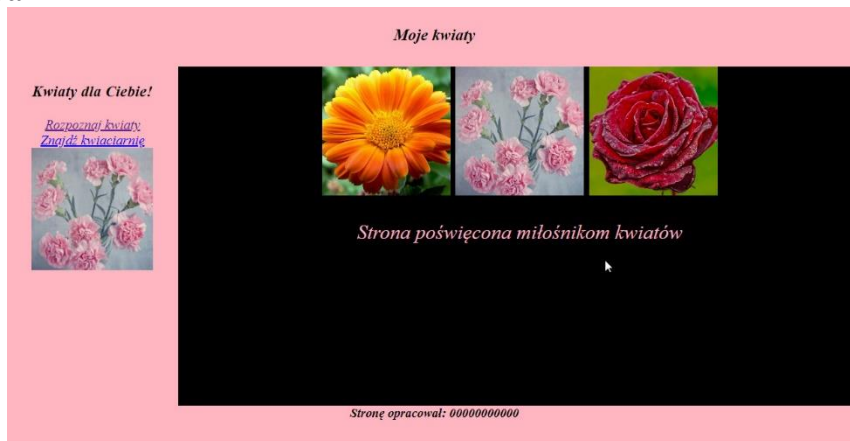 Moje kwiaty
Kwiaty dla Ciebie!
Rozpoznaj kwiaty
Znajdź kwiaciarnię
Strona poświęcona miłośnikom kwiatów
Stronę opracował: 00000000000